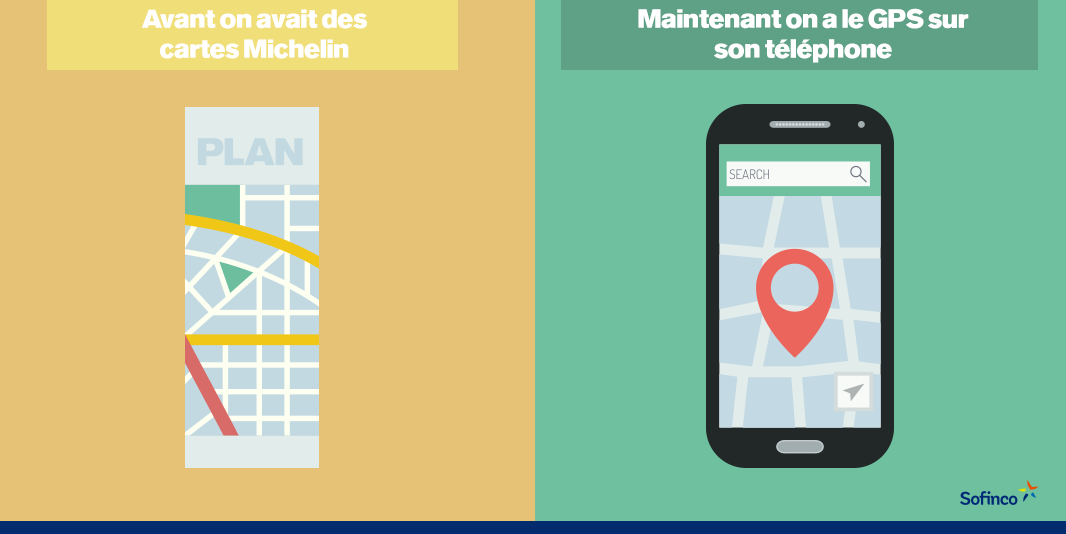 Avant on avait des
cartes Michelin
Maintenant on a le GPS sur
son téléphone
PLAN
SEARCH
Sofinco